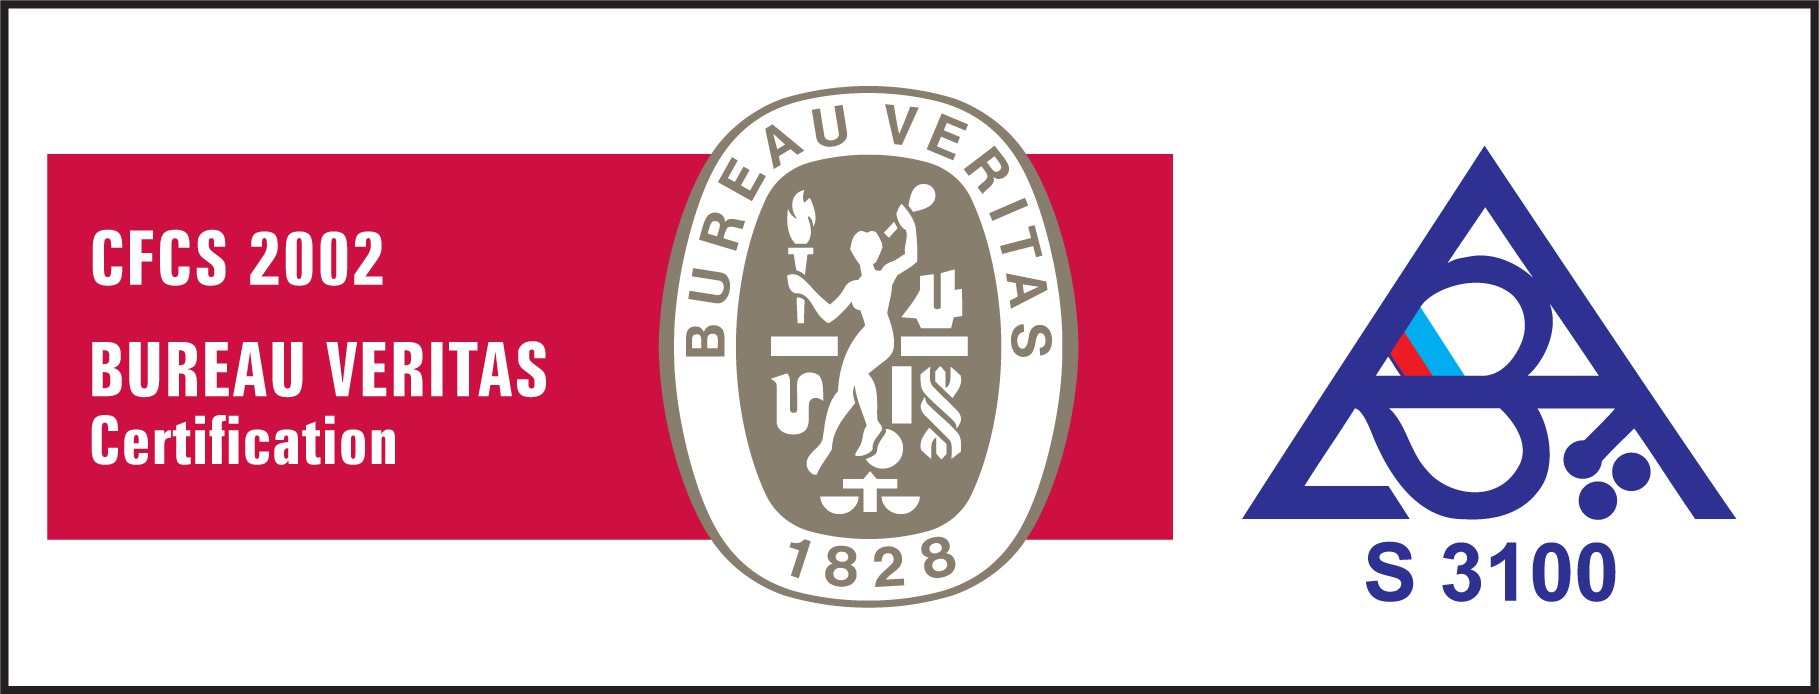 CFCS 2002
BUREAU VERITAS
Certification
BUREAU VERITAS
1828
S 3100